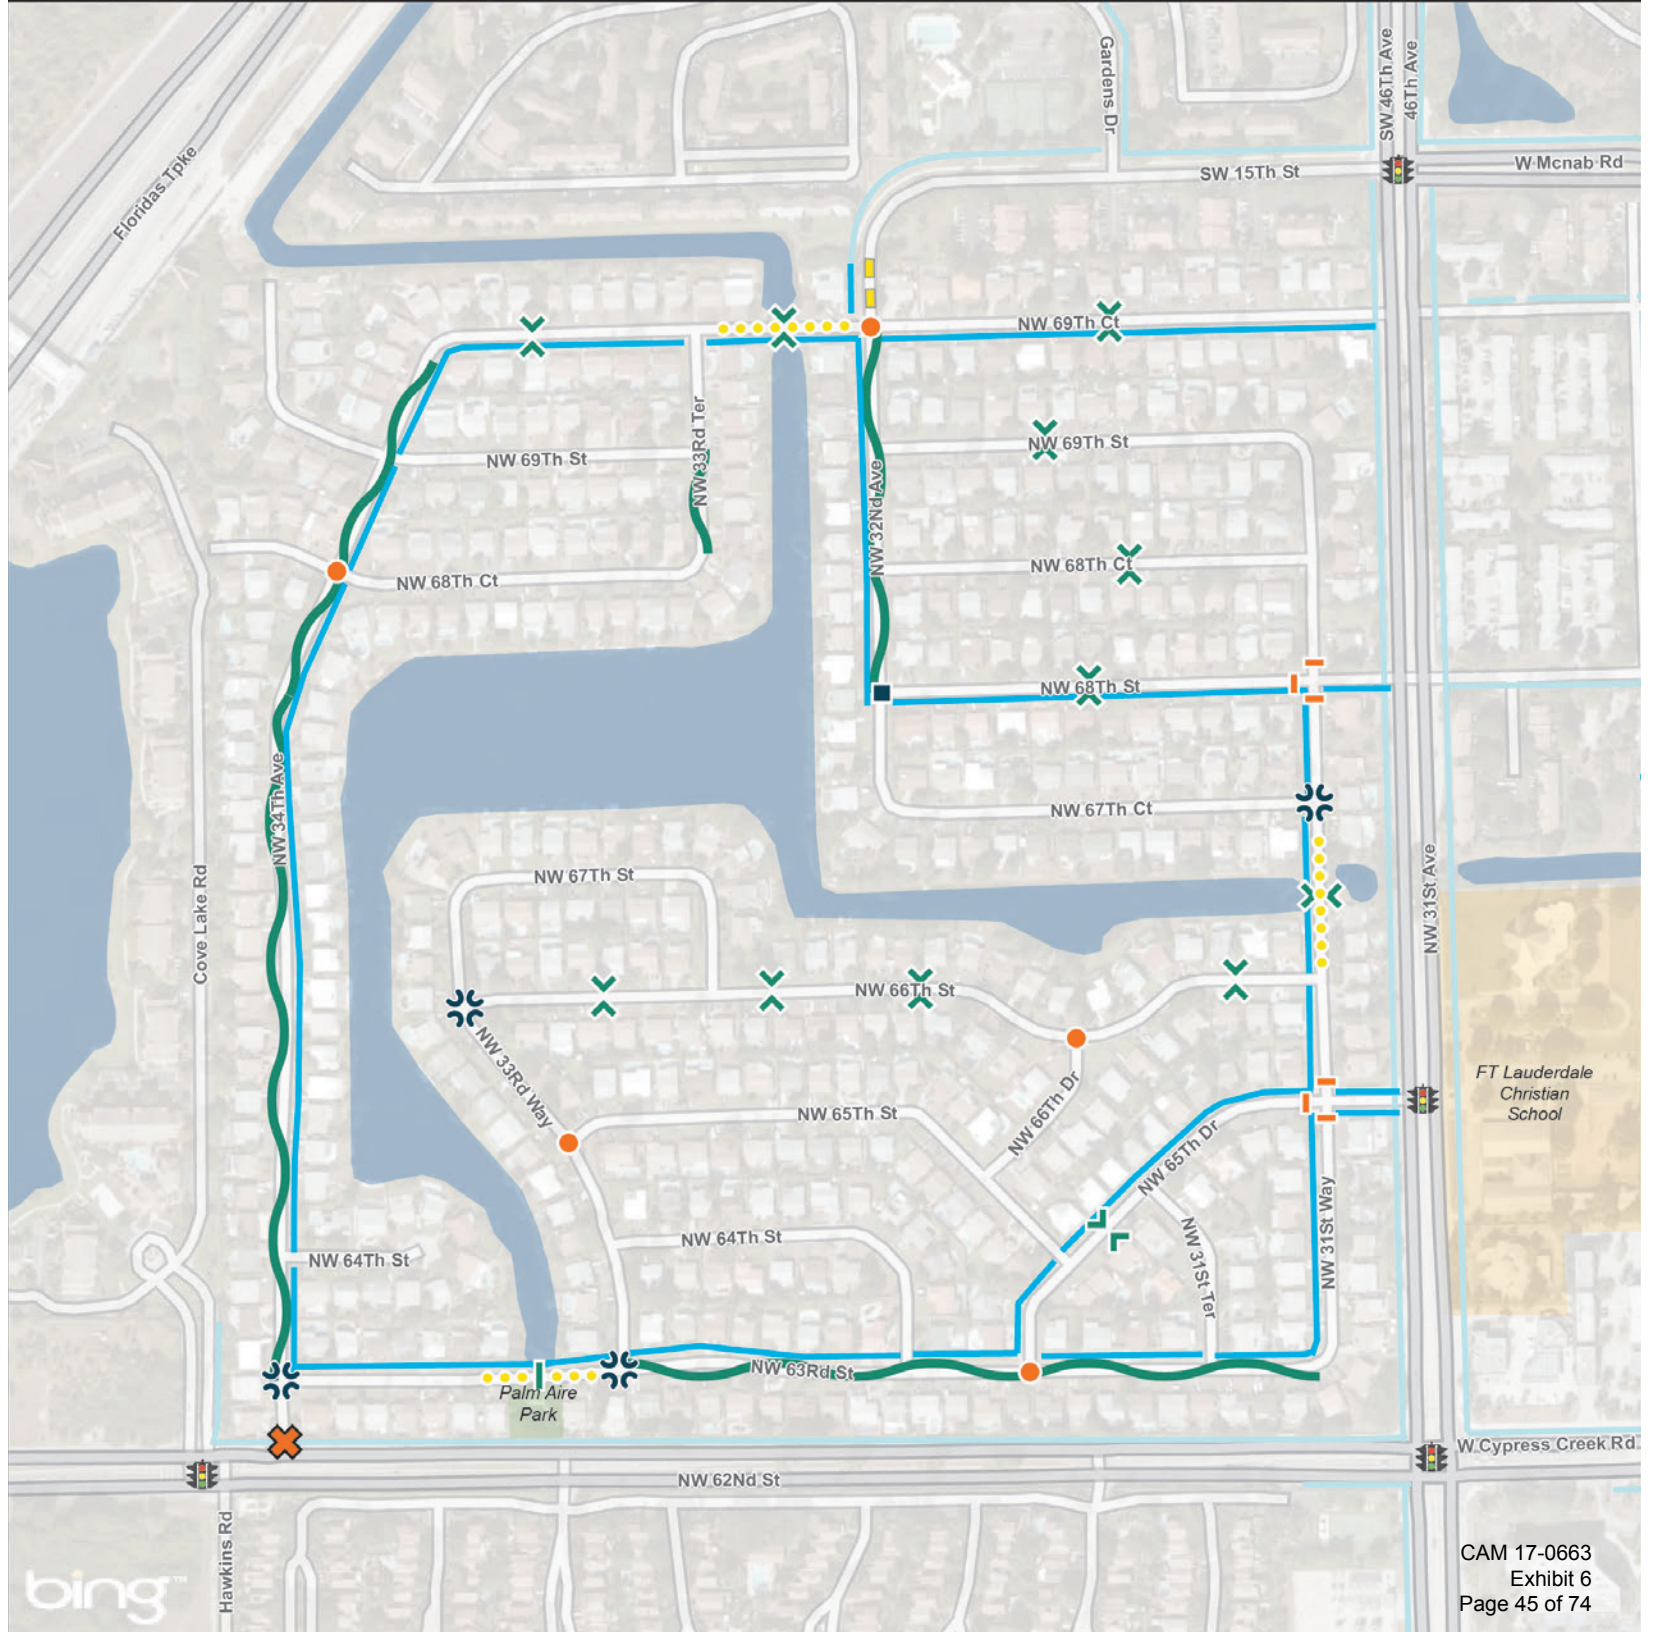 Gardens Dr
SW 46Th Ave
46Th Ave
Floridas Tpke
SW 15Th St
W Mcnab Rd
NW 69Th Ct
NW 33Rd Ter
NW 69Th St
NW 69Th St
NW 32Nd Ave
NW 68Th Ct
NW 68Th Ct
NW 68Th St
NW 34Th Ave
NW 67Th Ct
NW 67Th St
Cove Lake Rd
NW 31St Ave
NW 66Th St
NW 33Rd Way
NW 65Th St
NW 66Th Dr
NW 65Th Dr
FT Lauderdale
Christian
School
NW 31St Way
NW 64Th St
NW 64Th St
NW 31St Ter
NW 63Rd St
Palm Aire
Park
W Cypress Creek Rd
NW 62Nd St
Hawkins Rd
bing™
CAM 17-0663
Exhibit 6
Page 45 of 74